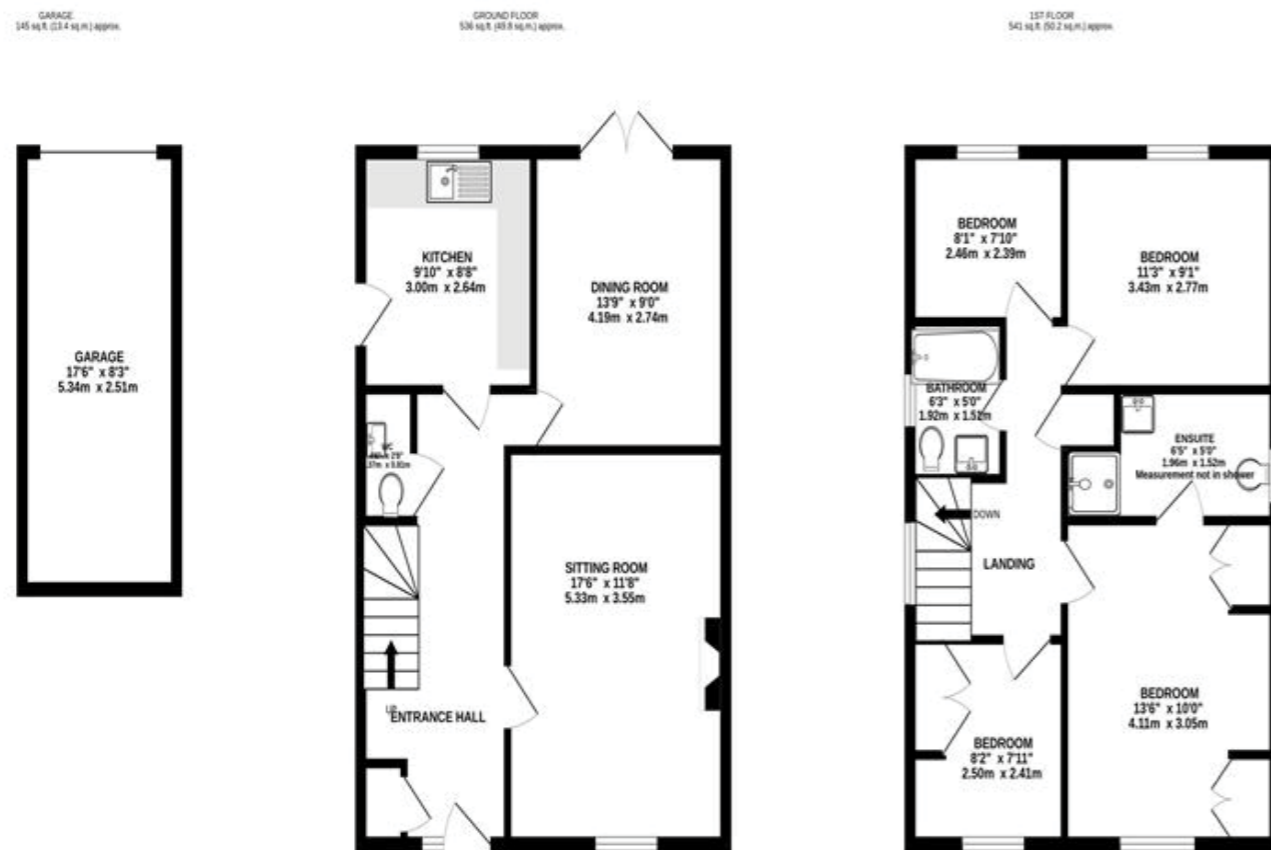 GARAGE
145 sq.ft. (13.4 sq.m.) approx.
GROUND FLOOR
536 sq.ft. (49.8 sq.m.) approx.
1ST FLOOR
541 sq.ft. (50.2 sq.m.) approx.
GARAGE
17'6" x 8'3"
5.34m x 2.51m
KITCHEN
9'10" x 8'8"
3.00m x 2.64m
DINING ROOM
13'9" x 9'0"
4.19m x 2.74m
WC
SITTING ROOM
17'6" x 11'8"
5.33m x 3.55m
UP
ENTRANCE HALL
BEDROOM
8'1" x 7'10"
2.46m x 2.39m
BEDROOM
11'3" x 9'1"
3.43m x 2.77m
BATHROOM
6'3" x 5'0"
1.92m x 1.52m
ENSUITE
6'5" x 5'0"
1.96m x 1.52m
Measurement not in shower
DOWN
LANDING
BEDROOM
13'6" x 10'0"
4.11m x 3.05m
BEDROOM
8'2" x 7'11"
2.50m x 2.41m